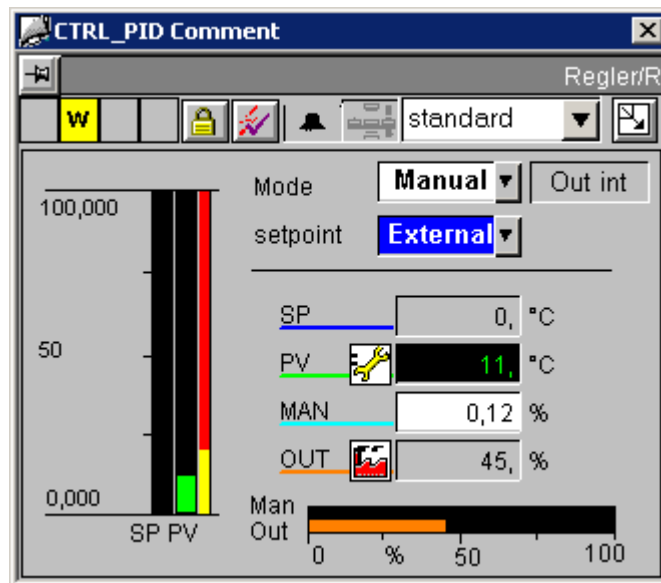 CTRL_PID Comment
Regler/R
W
standard
Mode Manual Out int
setpoint External
100,000
50
0,000
SP PV
SP 0, °C
PV 11, °C
MAN 0,12 %
OUT 45, %
Man
Out
0 % 50 100